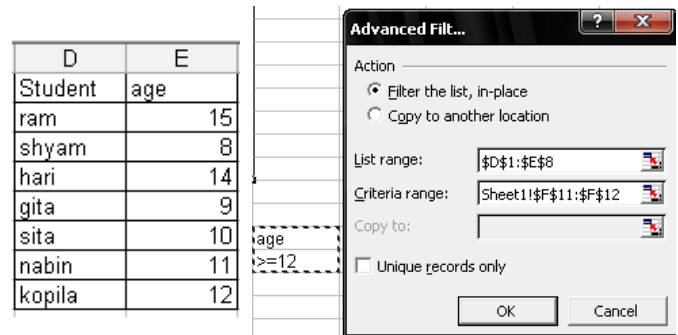 D E
Student age
ram 15
shyam 8
hari 14
gita 9
sita 10
nabin 11
kopila 12
age
>=12
Advanced Filt...
Action
Filter the list, in-place
Copy to another location
List range: $D$1:$E$8
Criteria range: Sheet1!$F$11:$F$12
Copy to:
Unique records only
OK Cancel